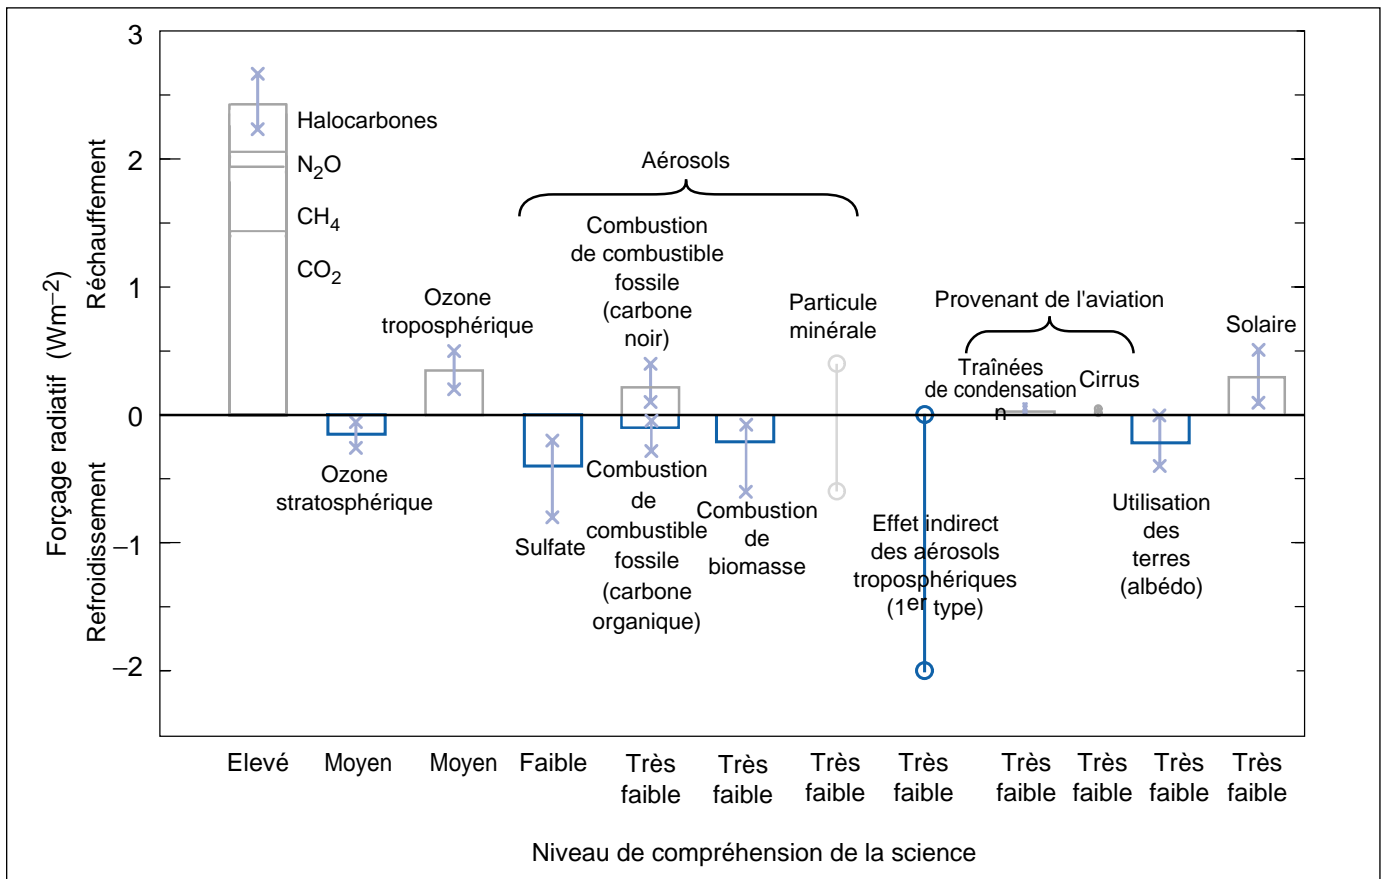 3
2
1
0
–1
–2
Forçage radiatif (Wm–2)
Réchauffement
Refroidissement
Halocarbones
N2O
CH4
CO2
Ozone
stratosphérique
Ozone
troposphérique
Aérosols
Sulfate
Combustion
de combustible
fossile
(carbone
noir)
Combustion
de
combustible
fossile
(carbone
organique)
Combustion
de
biomasse
Particule
minérale
Effet indirect
des aérosols
troposphériques
(1er type)
Provenant de l'aviation
Traînées
de condensation
n
Cirrus
Utilisation
des
terres
(albédo)
Solaire
Elevé Moyen Moyen Faible Très Très Très Très Très Très Très Très
faible faible faible faible faible faible faible faible
Niveau de compréhension de la science